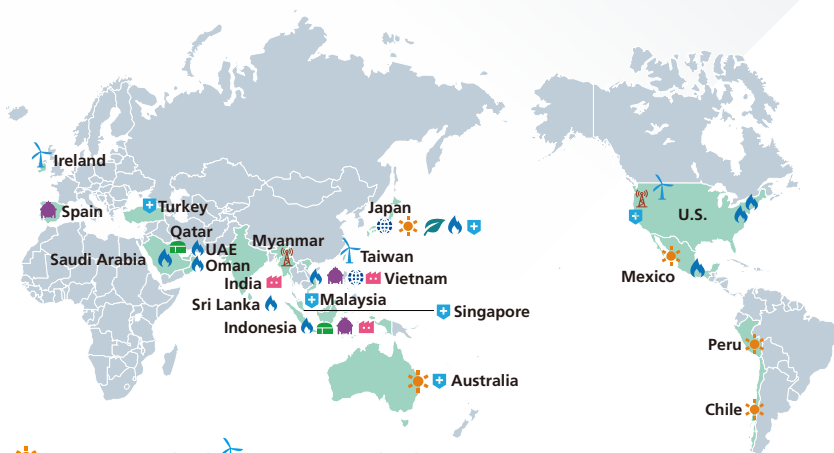 Ireland
Spain
Turkey
Qatar
UAE
Saudi Arabia
Oman
Myanmar
India
Sri Lanka
Japan
Taiwan
Vietnam
Malaysia
Singapore
Indonesia
Australia
U.S.
Mexico
Peru
Chile